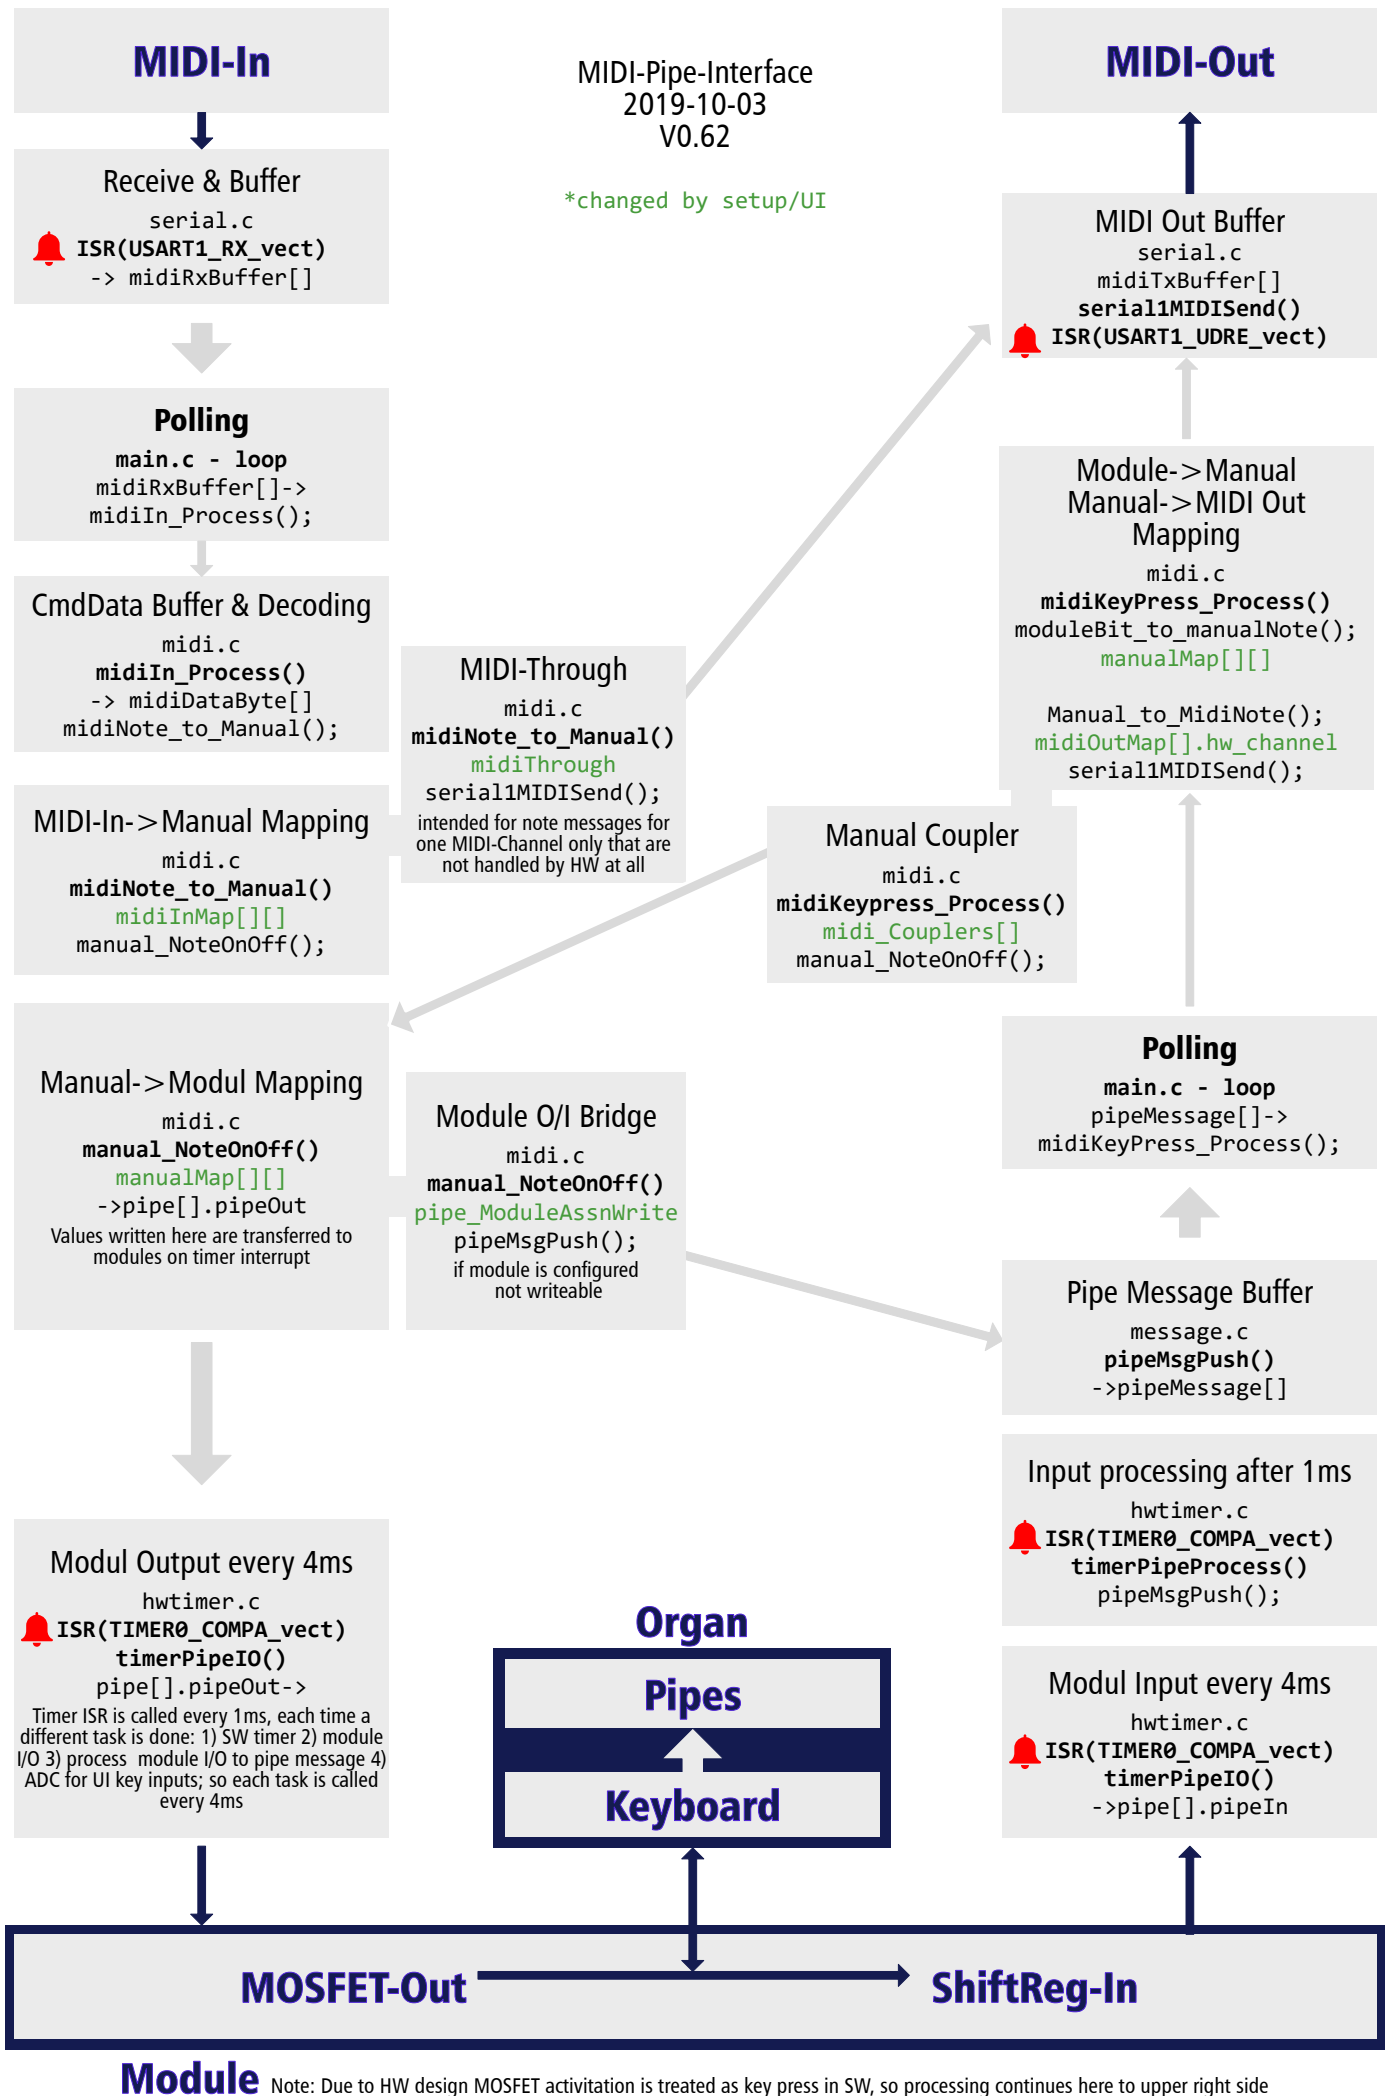 MIDI-In
MIDI-Pipe-Interface
2019-10-03
V0.62
*changed by setup/UI
MIDI-Out
Receive & Buffer
serial.c
ISR(USART1_RX_vect)
-> midiRxBuffer[]
Polling
main.c - loop
midiRxBuffer[]->
midiIn_Process();
CmdData Buffer & Decoding
midi.c
midiIn_Process()
-> midiDataByte[]
midiNote_to_Manual();
MIDI-In->Manual Mapping
midi.c
midiNote_to_Manual()
midiInMap[][]
manual_NoteOnOff();
MIDI-Through
midi.c
midiNote_to_Manual()
midiThrough
serial1MIDISend();
intended for note messages for
one MIDI-Channel only that are
not handled by HW at all
Manual->Modul Mapping
midi.c
manual_NoteOnOff()
manualMap[][]
->pipe[].pipeOut
Values written here are transferred to
modules on timer interrupt
Module O/I Bridge
midi.c
manual_NoteOnOff()
pipe_ModuleAssnWrite
pipeMsgPush();
if module is configured
not writeable
Modul Output every 4ms
hwtimer.c
ISR(TIMER0_COMPA_vect)
timerPipeIO()
pipe[].pipeOut->
Timer ISR is called every 1ms, each time a
different task is done: 1) SW timer 2) module
I/O 3) process  module I/O to pipe message 4)
ADC for UI key inputs; so each task is called
every 4ms
MIDI Out Buffer
serial.c
midiTxBuffer[]
serial1MIDISend()
ISR(USART1_UDRE_vect)
Module->Manual
Manual->MIDI Out
Mapping
midi.c
midiKeyPress_Process()
moduleBit_to_manualNote();
manualMap[][]
Manual_to_MidiNote();
midiOutMap[].hw_channel
serial1MIDISend();
Manual Coupler
midi.c
midiKeypress_Process()
midi_Couplers[]
manual_NoteOnOff();
Polling
main.c - loop
pipeMessage[]->
midiKeyPress_Process();
Pipe Message Buffer
message.c
pipeMsgPush()
->pipeMessage[]
Input processing after 1ms
hwtimer.c
ISR(TIMER0_COMPA_vect)
timerPipeProcess()
pipeMsgPush();
Modul Input every 4ms
hwtimer.c
ISR(TIMER0_COMPA_vect)
timerPipeIO()
->pipe[].pipeIn
Organ
Pipes
Keyboard
MOSFET-Out
ShiftReg-In
Module
Note: Due to HW design MOSFET activitation is treated as key press in SW, so processing continues here to upper right side